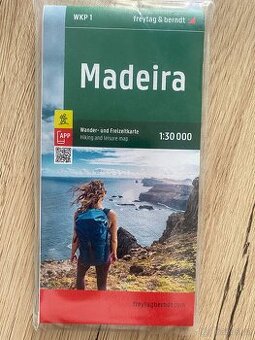 WKP 1
freytag & berndt
Madeira
APP
Wander- und Freizeitkarte
Hiking and leisure map
1:30 000
freytagberndt.com